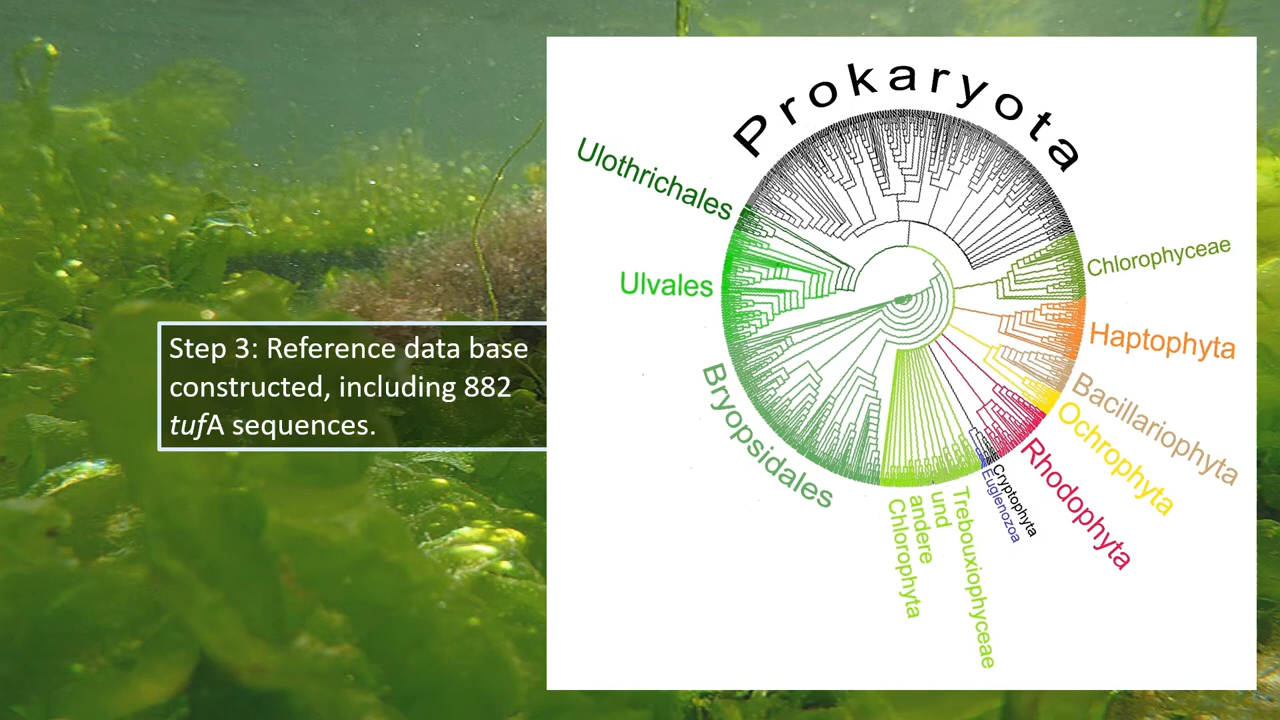 Step 3: Reference data base
constructed, including 882
tufA sequences.
Prokaryota
Ulothrichales
Ulvales
Bryopsidales
Chlorophyceae
Haptophyta
Bacillariophyta
Ochrophyta
Rhodophyta
Cryptophyta
Euglenozoa
Trebouxiophyceae
und
andere
Chlorophyta